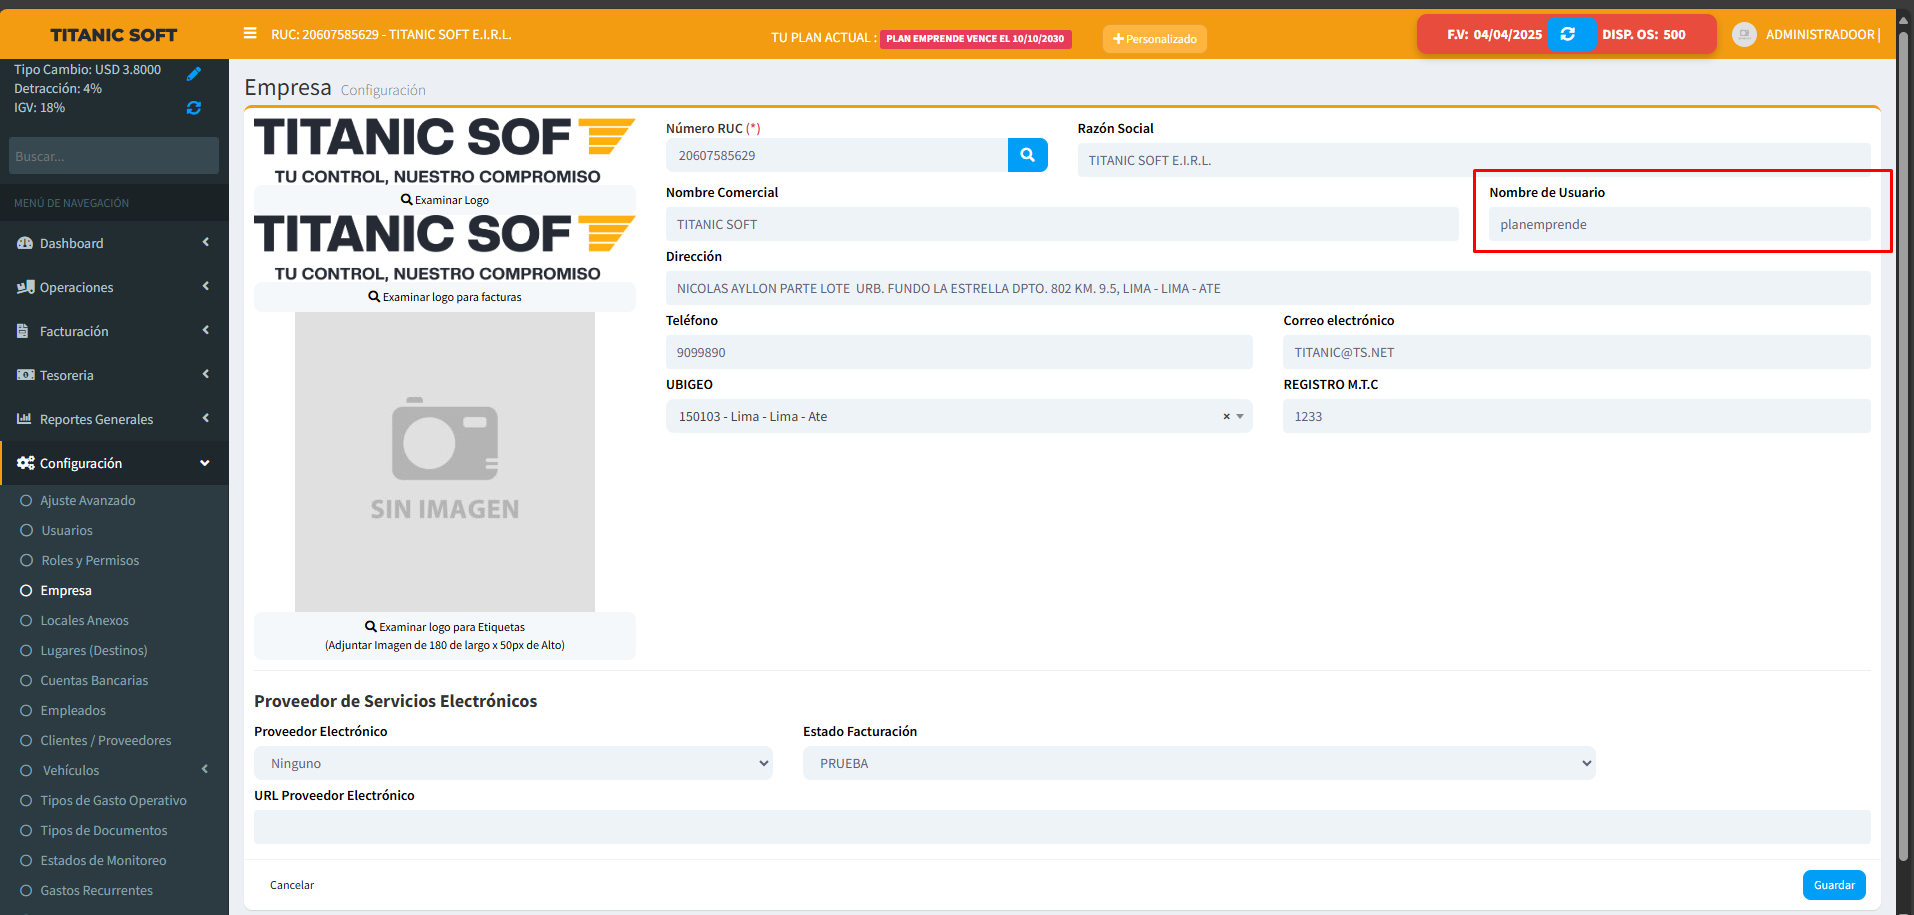 TITANIC SOFT
RUC: 20607585629 - TITANIC SOFT E.I.R.L.
TU PLAN ACTUAL : PLAN EMPRENDE VENCE EL 10/10/2030
Personalizado
F.V: 04/04/2025
DISP. OS: 500
ADMINISTRADOOR |
Tipo Cambio: USD 3.8000
Detracción: 4%
IGV: 18%
Buscar...
MENÚ DE NAVEGACIÓN
Dashboard
Operaciones
Facturación
Tesoreria
Reportes Generales
Configuración
Ajuste Avanzado
Usuarios
Roles y Permisos
Empresa
Locales Anexos
Lugares (Destinos)
Cuentas Bancarias
Empleados
Clientes / Proveedores
Vehículos
Tipos de Gasto Operativo
Tipos de Documentos
Estados de Monitoreo
Gastos Recurrentes
Empresa Configuración
TITANIC SOF
TU CONTROL, NUESTRO COMPROMISO
Examinar Logo
TITANIC SOF
TU CONTROL, NUESTRO COMPROMISO
Examinar logo para facturas
SIN IMAGEN
Examinar logo para Etiquetas
(Adjuntar Imagen de 180 de largo x 50px de Alto)
Número RUC (*)
20607585629
Razón Social
TITANIC SOFT E.I.R.L.
Nombre Comercial
TITANIC SOFT
Nombre de Usuario
planemprende
Dirección
NICOLAS AYLLON PARTE LOTE URB. FUNDO LA ESTRELLA DPTO. 802 KM. 9.5, LIMA - LIMA - ATE
Teléfono
9099890
Correo electrónico
TITANIC@TS.NET
UBIGEO
150103 - Lima - Lima - Ate
×
REGISTRO M.T.C
1233
Proveedor de Servicios Electrónicos
Proveedor Electrónico
Ninguno
Estado Facturación
PRUEBA
URL Proveedor Electrónico
Cancelar
Guardar